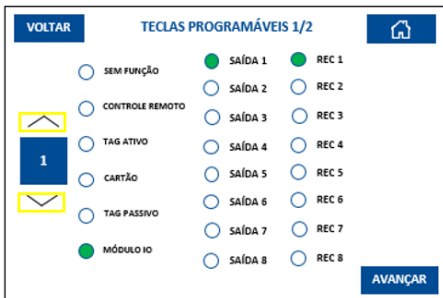 VOLTAR
TECLAS PROGRAMÁVEIS 1/2
SEM FUNÇÃO
CONTROLE REMOTO
TAG ATIVO
CARTÃO
TAG PASSIVO
MÓDULO IO
1
SAÍDA 1
SAÍDA 2
SAÍDA 3
SAÍDA 4
SAÍDA 5
SAÍDA 6
SAÍDA 7
SAÍDA 8
REC 1
REC 2
REC 3
REC 4
REC 5
REC 6
REC 7
REC 8
AVANÇAR